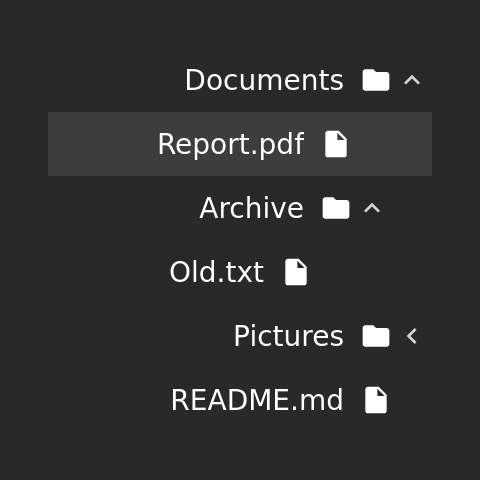 Documents
Report.pdf
Archive
Old.txt
Pictures
README.md